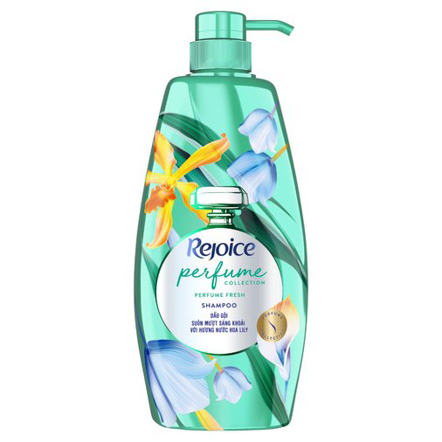 Rejoice
perfume
COLLECTION
PERFUME FRESH
SHAMPOO
DẦU GỘI
SUÔN MƯỢT SẢNG KHOÁI
VỚI HƯƠNG NƯỚC HOA LILY